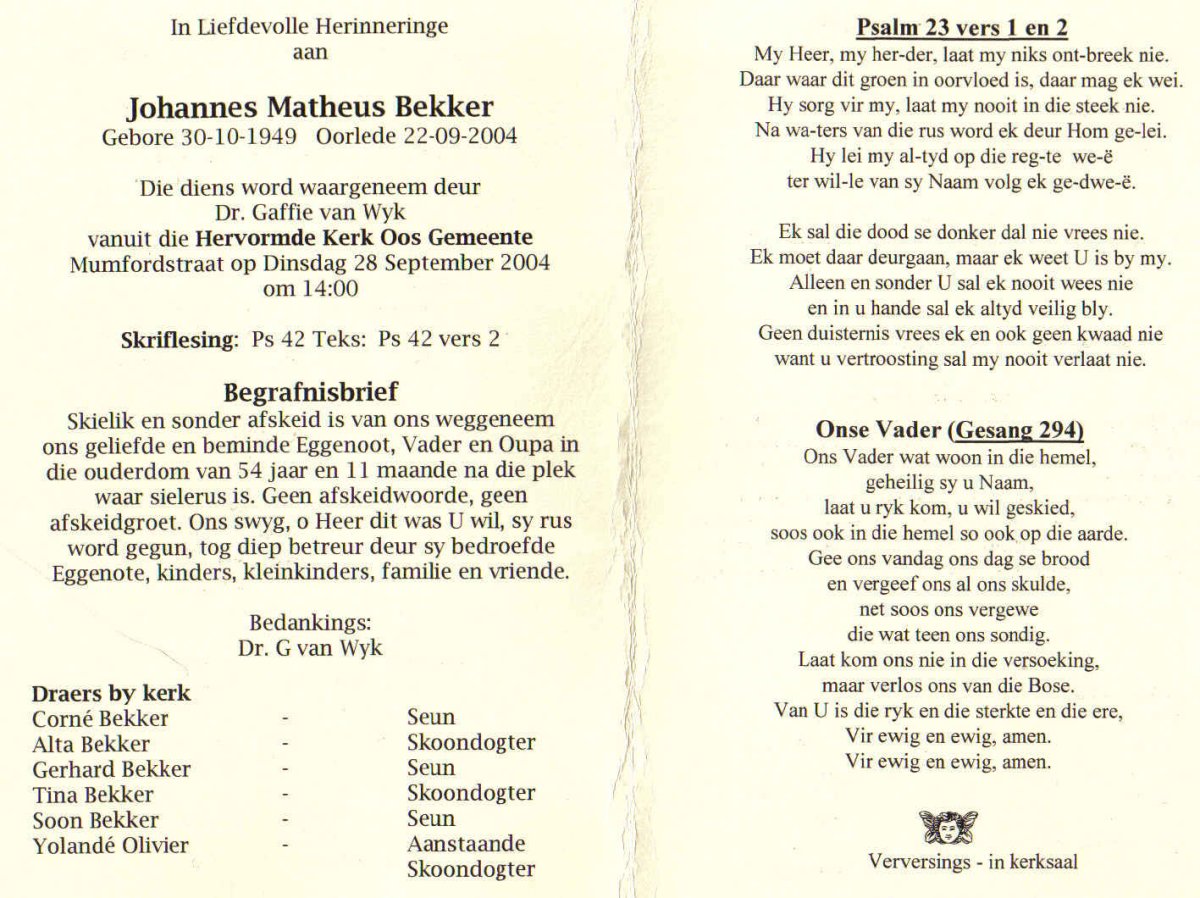 In Liefdevolle Herinneringe
aan
Johannes Matheus Bekker
Gebore 30-10-1949 Oorlede 22-09-2004
Die diens word waargeneem deur
Dr. Gaffie van Wyk
vanuit die Hervormde Kerk Oos Gemeente
Mumfordstraat op Dinsdag 28 September 2004
om 14:00
Skriflesing: Ps 42 Teks: Ps 42 vers 2
Begrafnisbrief
Skielik en sonder afskeid is van ons weggeneem
ons geliefde en beminde Eggenoot, Vader en Oupa in
die ouderdom van 54 jaar en 11 maande na die plek
waar sielerus is. Geen afskeidwoorde, geen
afskeidgroet. Ons swyg, o Heer dit was U wil, sy rus
word gegun, tog diep betreur deur sy bedroefde
Eggenote, kinders, kleinkinders, familie en vriende.
Bedankings:
Dr. G van Wyk
Draers by kerk
Corné Bekker - Seun
Alta Bekker - Skoondogter
Gerhard Bekker - Seun
Tina Bekker - Skoondogter
Soon Bekker - Seun
Yolandé Olivier - Aanstaande
Skoondogter
Psalm 23 vers 1 en 2
My Heer, my her-der, laat my niks ont-breek nie.
Daar waar dit groen in oorvloed is, daar mag ek wei.
Hy sorg vir my, laat my nooit in die steek nie.
Na wa-ters van die rus word ek deur Hom ge-lei.
Hy lei my al-tyd op die reg-te we-ë
ter wil-le van sy Naam volg ek ge-dwe-ë.
Ek sal die dood se donker dal nie vrees nie.
Ek moet daar deurgaan, maar ek weet U is by my.
Alleen en sonder U sal ek nooit wees nie
en in u hande sal ek altyd veilig bly.
Geen duisternis vrees ek en ook geen kwaad nie
want u vertroosting sal my nooit verlaat nie.
Onse Vader (Gesang 294)
Ons Vader wat woon in die hemel,
geheilig sy u Naam,
laat u ryk kom, u wil geskied,
soos ook in die hemel so ook op die aarde.
Gee ons vandag ons dag se brood
en vergeef ons al ons skulde,
net soos ons vergewe
die wat teen ons sondig.
Laat kom ons nie in die versoeking,
maar verlos ons van die Bose.
Van U is die ryk en die sterkte en die ere,
Vir ewig en ewig, amen.
Vir ewig en ewig, amen.
Verversings - in kerksaal